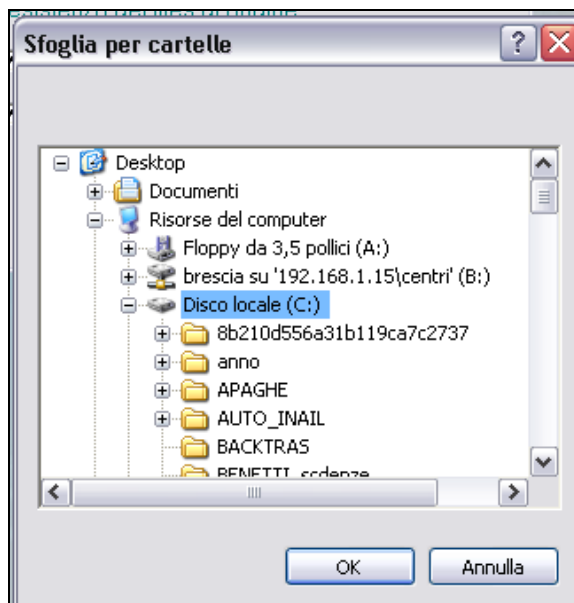 Sfoglia per cartelle
Desktop
Documenti
Risorse del computer
Floppy da 3,5 pollici (A:)
brescia su '192.168.1.15\centri' (B:)
Disco locale (C:)
8b210d556a31b119ca7c2737
anno
APAGHE
AUTO_INAIL
BACKTRAS
BENETTI_scdenze
OK Annulla